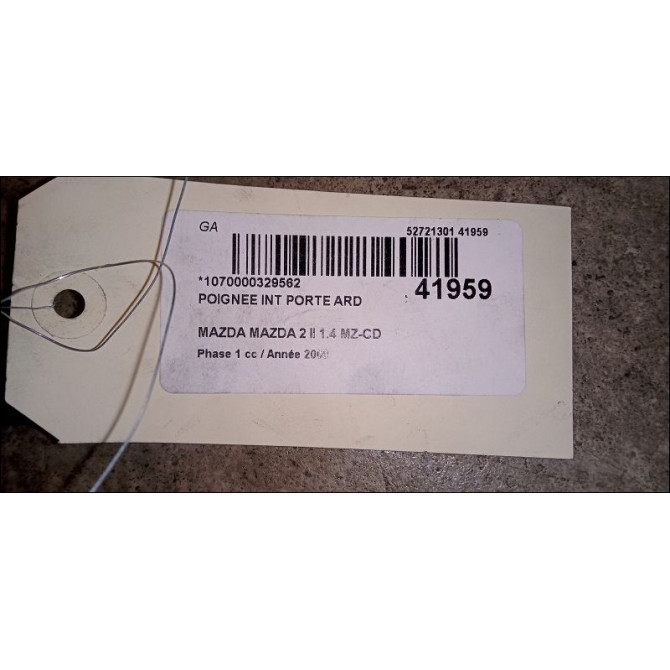 GA
52721301 41959
*1070000329562
41959
POIGNEE INT PORTE ARD
MAZDA MAZDA 2 II 1.4 MZ-CD
Phase 1 cc / Année